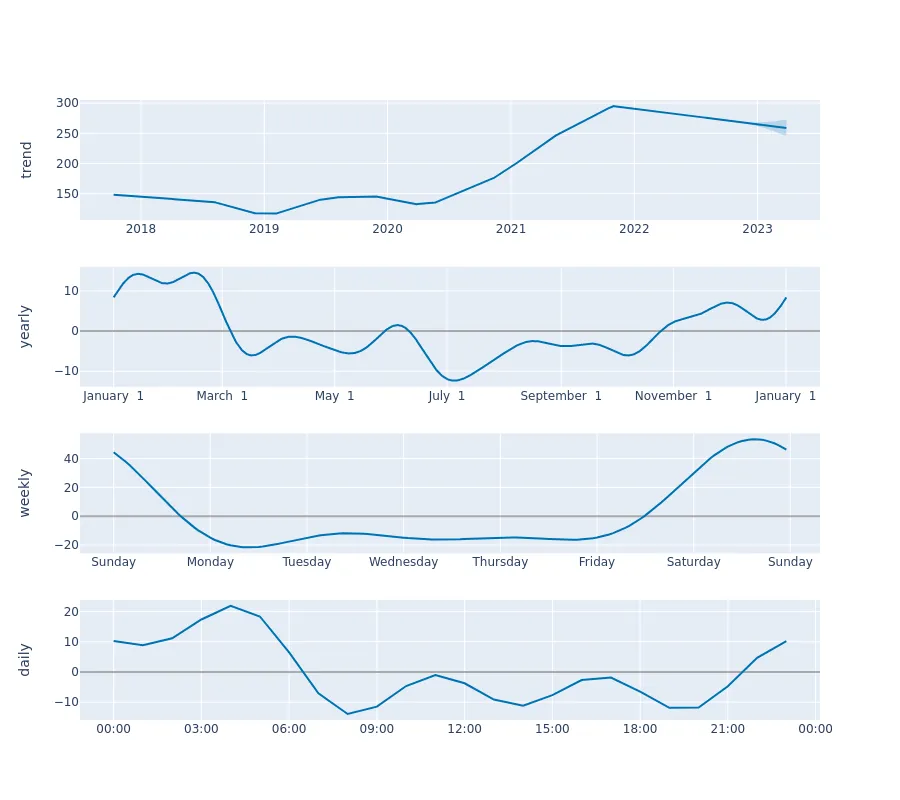 300
250
200
150
trend
2018 2019 2020 2021 2022 2023
10
0
−10
yearly
January 1 March 1 May 1 July 1 September 1 November 1 January 1
40
20
0
−20
weekly
Sunday Monday Tuesday Wednesday Thursday Friday Saturday Sunday
20
10
0
−10
daily
00:00 03:00 06:00 09:00 12:00 15:00 18:00 21:00 00:00